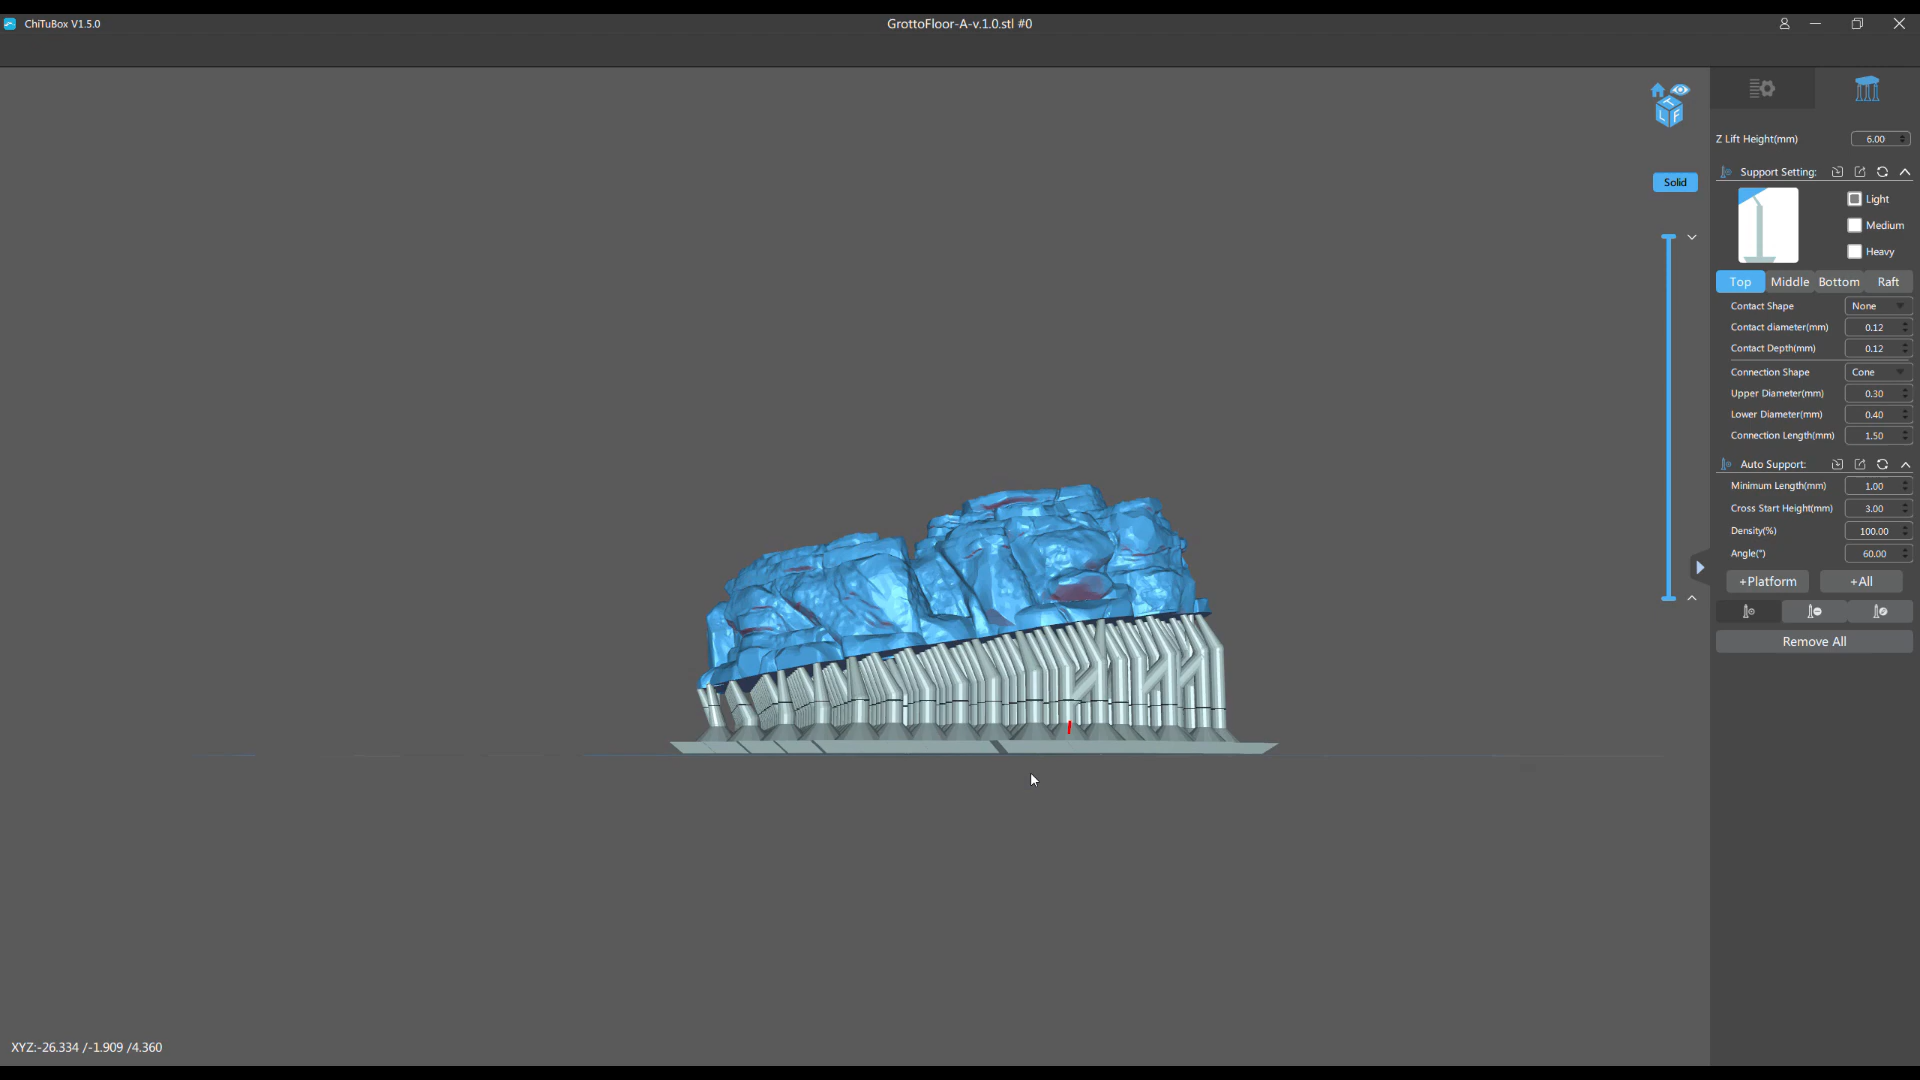 ChiTuBox V1.5.0
GrottoFloor-A-v.1.0.stl #0
T
L F
Solid
Z Lift Height(mm) 6.00
Support Setting:
Light
Medium
Heavy
Top Middle Bottom Raft
Contact Shape None
Contact diameter(mm) 0.12
Contact Depth(mm) 0.12
Connection Shape Cone
Upper Diameter(mm) 0.30
Lower Diameter(mm) 0.40
Connection Length(mm) 1.50
Auto Support:
Minimum Length(mm) 1.00
Cross Start Height(mm) 3.00
Density(%) 100.00
Angle(°) 60.00
+Platform +All
Remove All
XYZ:-26.334 /-1.909 /4.360